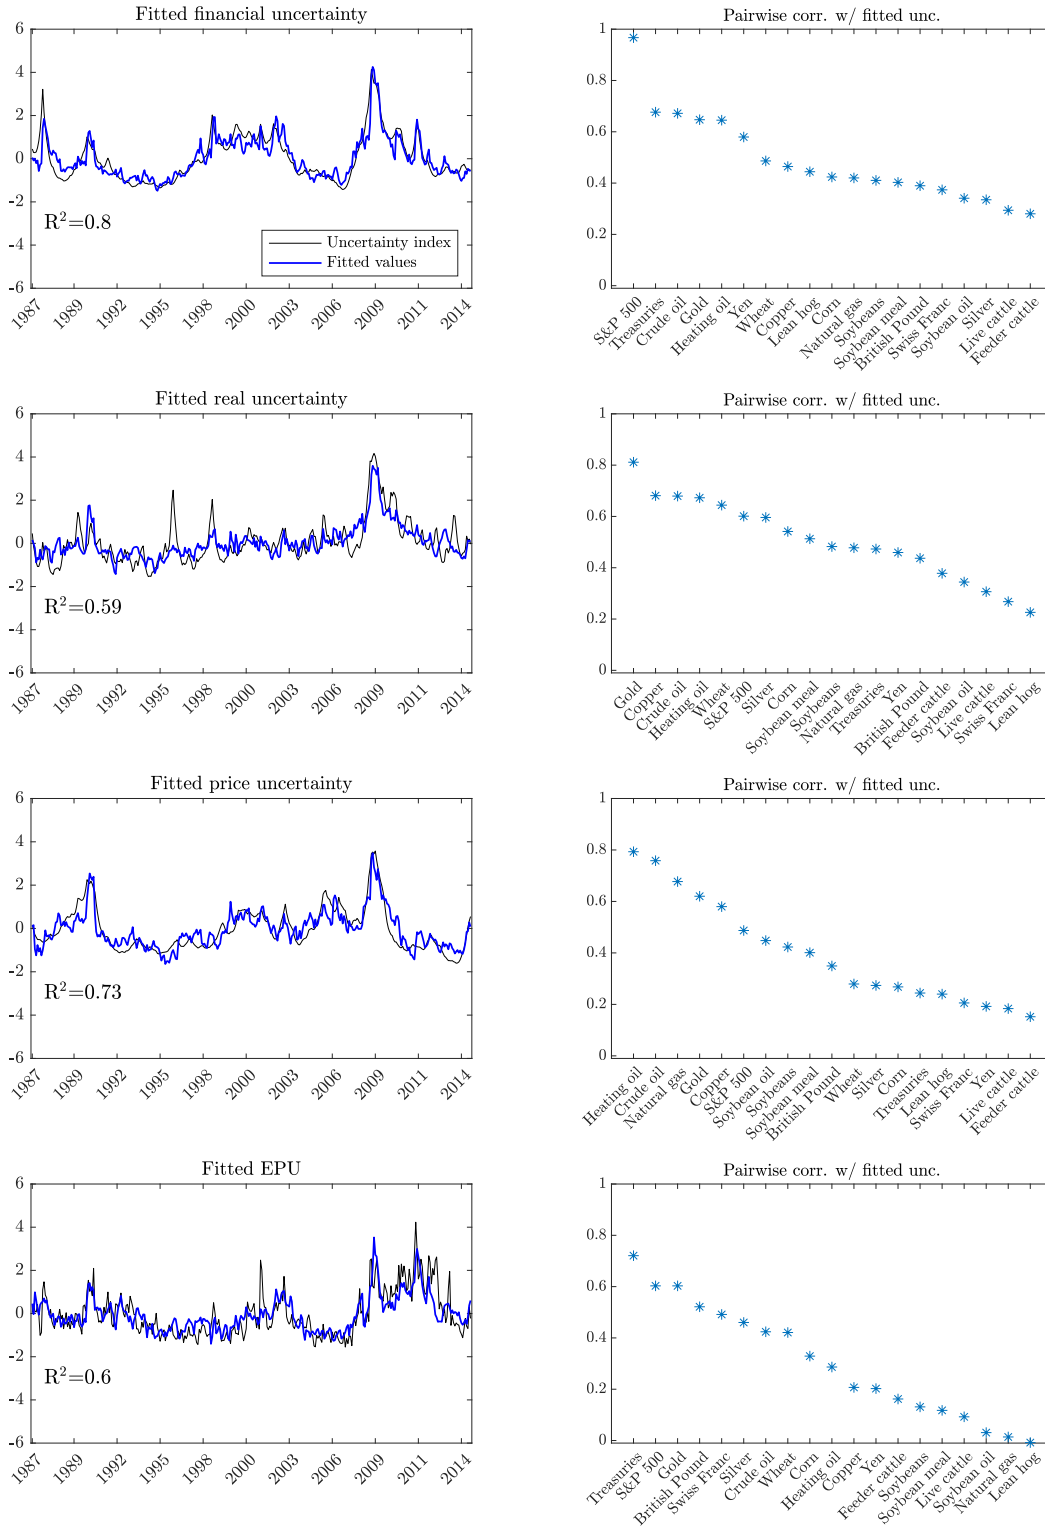 Fitted financial uncertainty
6
4
2
0
-2
-4
-6
R²=0.8
Uncertainty index
Fitted values
1987
1989
1992
1995
1998
2000
2003
2006
2009
2011
2014
Pairwise corr. w/ fitted unc.
1
0.8
0.6
0.4
0.2
0
S&P 500
Treasuries
Crude oil
Gold
Heating oil
Yen
Wheat
Copper
Lean hog
Corn
Natural gas
Soybeans
Soybean meal
British Pound
Swiss Franc
Soybean oil
Silver
Live cattle
Feeder cattle
Fitted real uncertainty
6
4
2
0
-2
-4
-6
R²=0.59
1987
1989
1992
1995
1998
2000
2003
2006
2009
2011
2014
Pairwise corr. w/ fitted unc.
1
0.8
0.6
0.4
0.2
0
Gold
Copper
Crude oil
Heating oil
Wheat
S&P 500
Silver
Corn
Soybean meal
Soybeans
Natural gas
Treasuries
Yen
British Pound
Feeder cattle
Soybean oil
Live cattle
Swiss Franc
Lean hog
Fitted price uncertainty
6
4
2
0
-2
-4
-6
R²=0.73
1987
1989
1992
1995
1998
2000
2003
2006
2009
2011
2014
Pairwise corr. w/ fitted unc.
1
0.8
0.6
0.4
0.2
0
Heating oil
Crude oil
Natural gas
Gold
Copper
S&P 500
Soybean oil
Soybeans
Soybean meal
British Pound
Wheat
Silver
Corn
Treasuries
Lean hog
Swiss Franc
Yen
Live cattle
Feeder cattle
Fitted EPU
6
4
2
0
-2
-4
-6
R²=0.6
1987
1989
1992
1995
1998
2000
2003
2006
2009
2011
2014
Pairwise corr. w/ fitted unc.
1
0.8
0.6
0.4
0.2
0
Treasuries
S&P 500
Gold
British Pound
Swiss Franc
Silver
Crude oil
Wheat
Corn
Heating oil
Copper
Yen
Feeder cattle
Soybeans
Soybean meal
Live cattle
Soybean oil
Natural gas
Lean hog